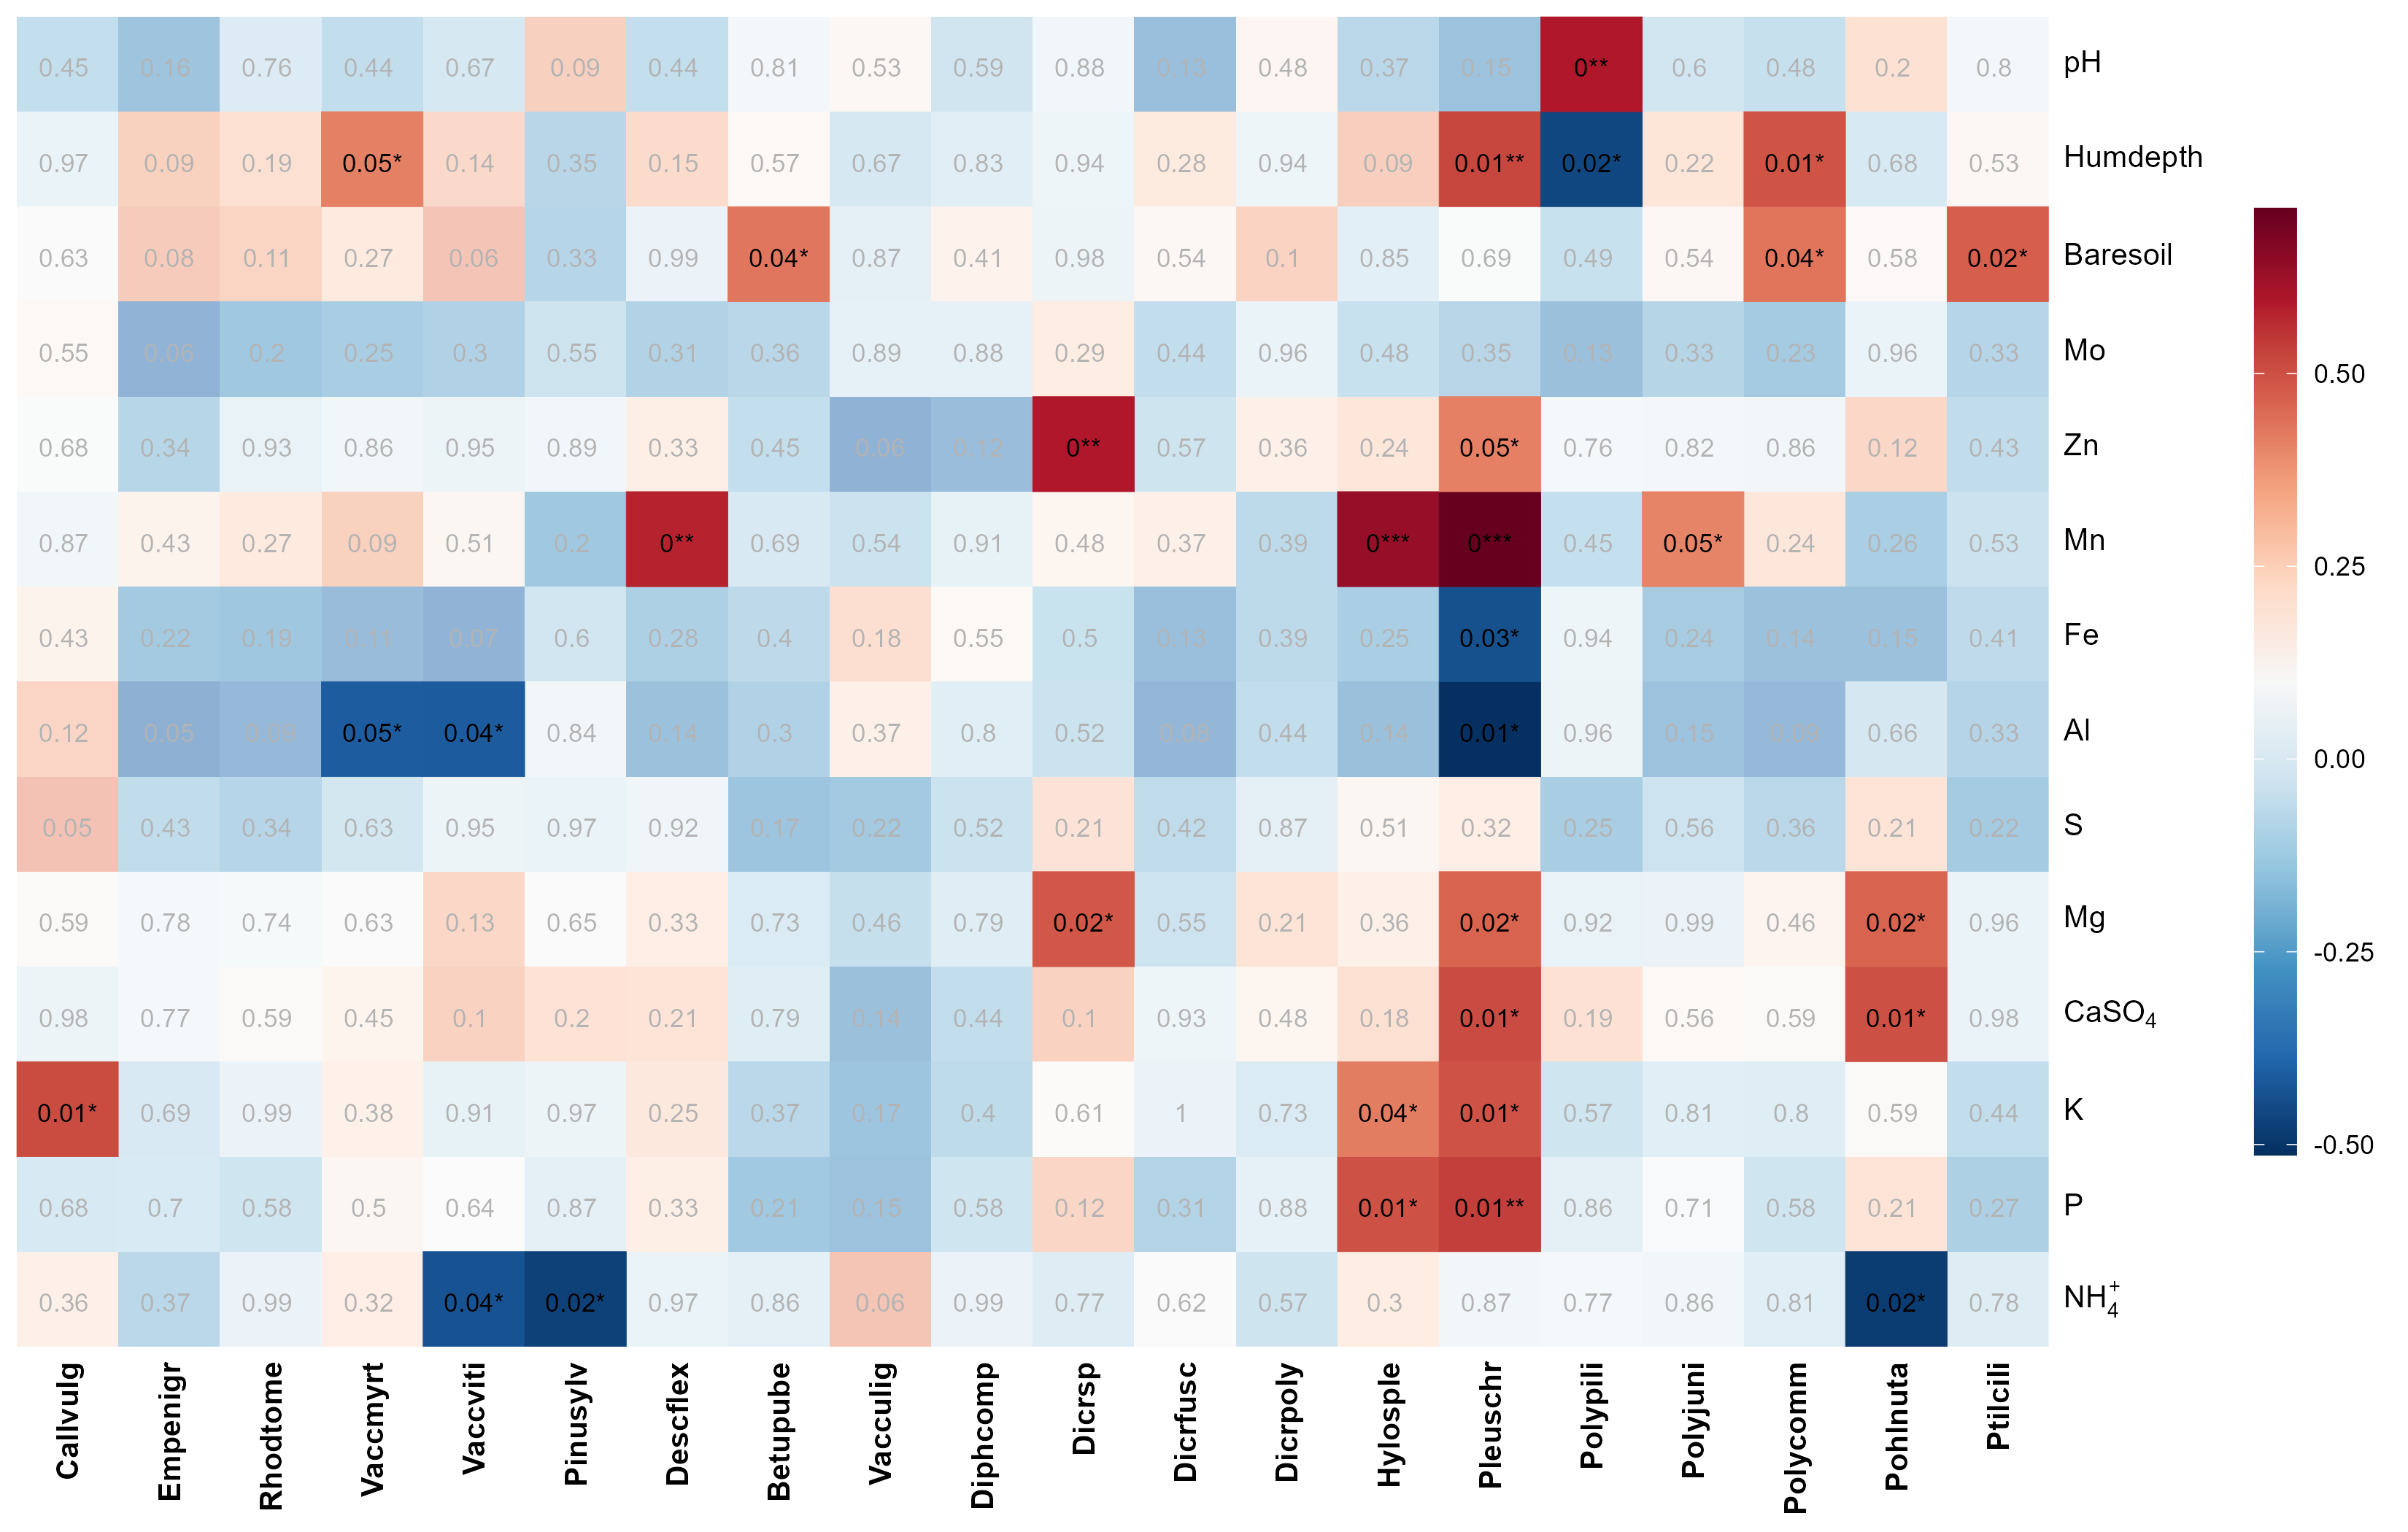 0.45 0.16 0.76 0.44 0.67 0.09 0.44 0.81 0.53 0.59 0.88 0.13 0.48 0.37 0.15 0** 0.6 0.48 0.2 0.8 pH
0.97 0.09 0.19 0.05* 0.14 0.35 0.15 0.57 0.67 0.83 0.94 0.28 0.94 0.09 0.01** 0.02* 0.22 0.01* 0.68 0.53 Humdepth
0.63 0.08 0.11 0.27 0.06 0.33 0.99 0.04* 0.87 0.41 0.98 0.54 0.1 0.85 0.69 0.49 0.54 0.04* 0.58 0.02* Baresoil
0.55 0.06 0.2 0.25 0.3 0.55 0.31 0.36 0.89 0.88 0.29 0.44 0.96 0.48 0.35 0.13 0.33 0.23 0.96 0.33 Mo
0.68 0.34 0.93 0.86 0.95 0.89 0.33 0.45 0.06 0.12 0** 0.57 0.36 0.24 0.05* 0.76 0.82 0.86 0.12 0.43 Zn
0.87 0.43 0.27 0.09 0.51 0.2 0** 0.69 0.54 0.91 0.48 0.37 0.39 0*** 0*** 0.45 0.05* 0.24 0.26 0.53 Mn
0.43 0.22 0.19 0.11 0.07 0.6 0.28 0.4 0.18 0.55 0.5 0.13 0.39 0.25 0.03* 0.94 0.24 0.14 0.15 0.41 Fe
0.12 0.05 0.09 0.05* 0.04* 0.84 0.14 0.3 0.37 0.8 0.52 0.08 0.44 0.14 0.01* 0.96 0.15 0.09 0.66 0.33 Al
0.05 0.43 0.34 0.63 0.95 0.97 0.92 0.17 0.22 0.52 0.21 0.42 0.87 0.51 0.32 0.25 0.56 0.36 0.21 0.22 S
0.59 0.78 0.74 0.63 0.13 0.65 0.33 0.73 0.46 0.79 0.02* 0.55 0.21 0.36 0.02* 0.92 0.99 0.46 0.02* 0.96 Mg
0.98 0.77 0.59 0.45 0.1 0.2 0.21 0.79 0.14 0.44 0.1 0.93 0.48 0.18 0.01* 0.19 0.56 0.59 0.01* 0.98 CaSO₄
0.01* 0.69 0.99 0.38 0.91 0.97 0.25 0.37 0.17 0.4 0.61 1 0.73 0.04* 0.01* 0.57 0.81 0.8 0.59 0.44 K
0.68 0.7 0.58 0.5 0.64 0.87 0.33 0.21 0.15 0.58 0.12 0.31 0.88 0.01* 0.01** 0.86 0.71 0.58 0.21 0.27 P
0.36 0.37 0.99 0.32 0.04* 0.02* 0.97 0.86 0.06 0.99 0.77 0.62 0.57 0.3 0.87 0.77 0.86 0.81 0.02* 0.78 NH₄⁺
Callvulg Empenigr Rhodtome Vaccmyrt Vaccviti Pinusylv Descflex Betupube Vacculig Diphcomp Dicrsp Dicrfusc Dicrpoly Hylosple Pleuschr Polypili Polyjuni Polycomm Pohlnuta Ptilcili
0.50
0.25
0.00
-0.25
-0.50